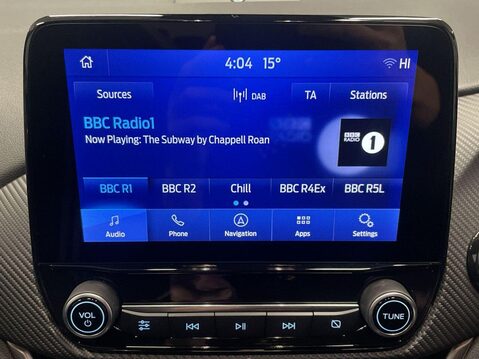 4:04 15° HI
Sources DAB TA Stations
BBC Radio1
Now Playing: The Subway by Chappell Roan
BBC RADIO 1
BBC R1 BBC R2 Chill BBC R4Ex BBC R5L
Audio Phone Navigation Apps Settings
VOL TUNE